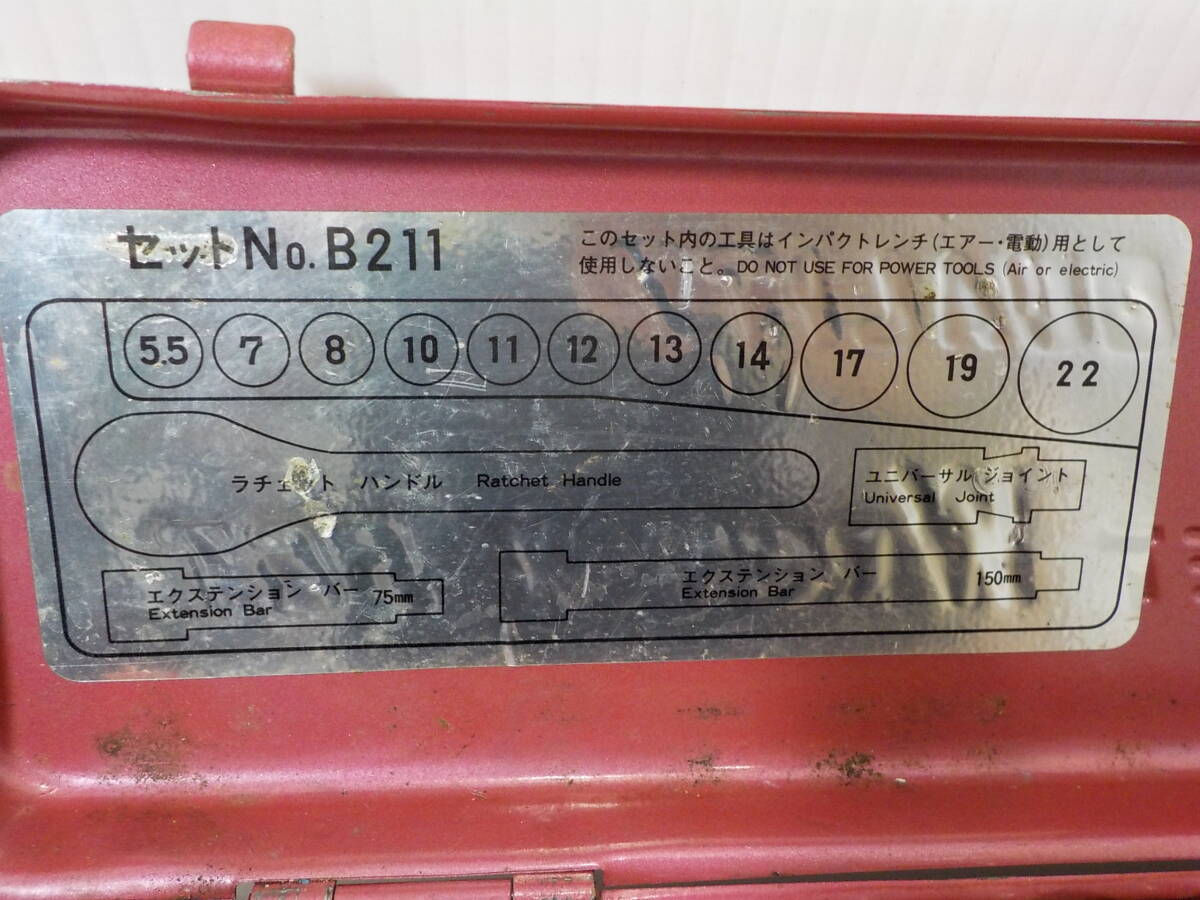 セットNo.B211
このセット内の工具はインパクトレンチ(エアー・電動)用として
使用しないこと。DO NOT USE FOR POWER TOOLS (Air or electric)
5.5 7 8 10 11 12 13 14 17 19 22
ラチェット ハンドル Ratchet Handle
ユニバーサル ジョイント
Universal Joint
エクステンション バー 75mm
Extension Bar
エクステンション バー 150mm
Extension Bar